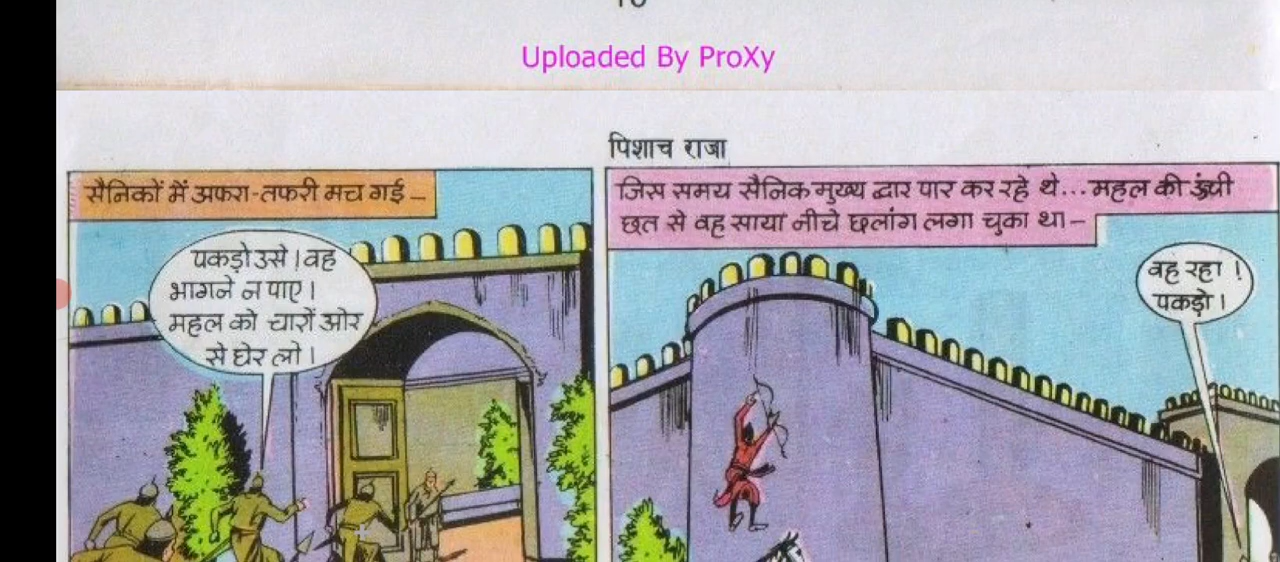 Uploaded By ProXy
पिशाच राजा
सैनिकों में अफरा-तफरी मच गई –
पकड़ो उसे। वह
भागने न पाए।
महल को चारों ओर
से घेर लो।
जिस समय सैनिक मुख्य द्वार पार कर रहे थे... महल की ऊंची
छत से वह साया नीचे छलांग लगा चुका था –
वह रहा !
पकड़ो।